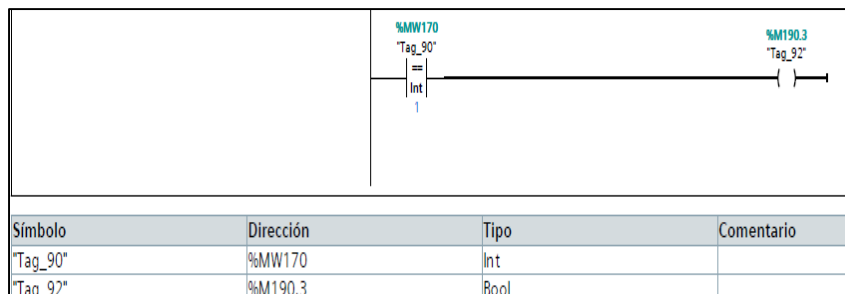 %MW170
"Tag_90"
==
Int
1
%M190.3
"Tag_92"
Símbolo Dirección Tipo Comentario
"Tag_90" %MW170 Int
"Tag_92" %M190.3 Bool